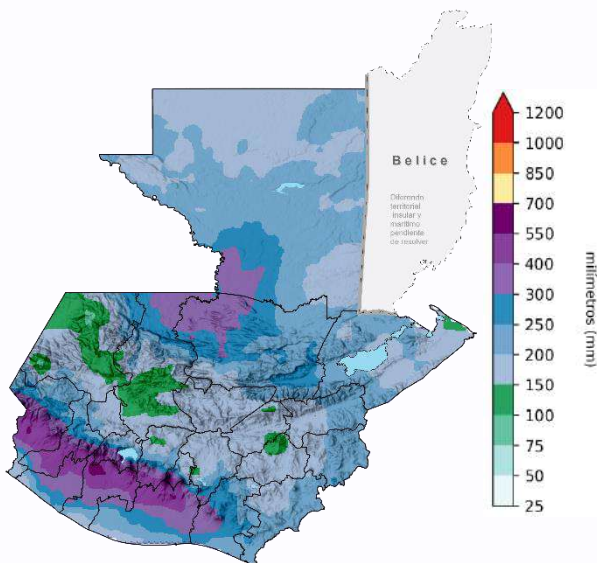 Belice
Diferendo
territorial
insular y
marítimo
pendiente
de resolver
1200
1000
850
700
550
400
300
250
200
150
100
75
50
25
milímetros (mm)